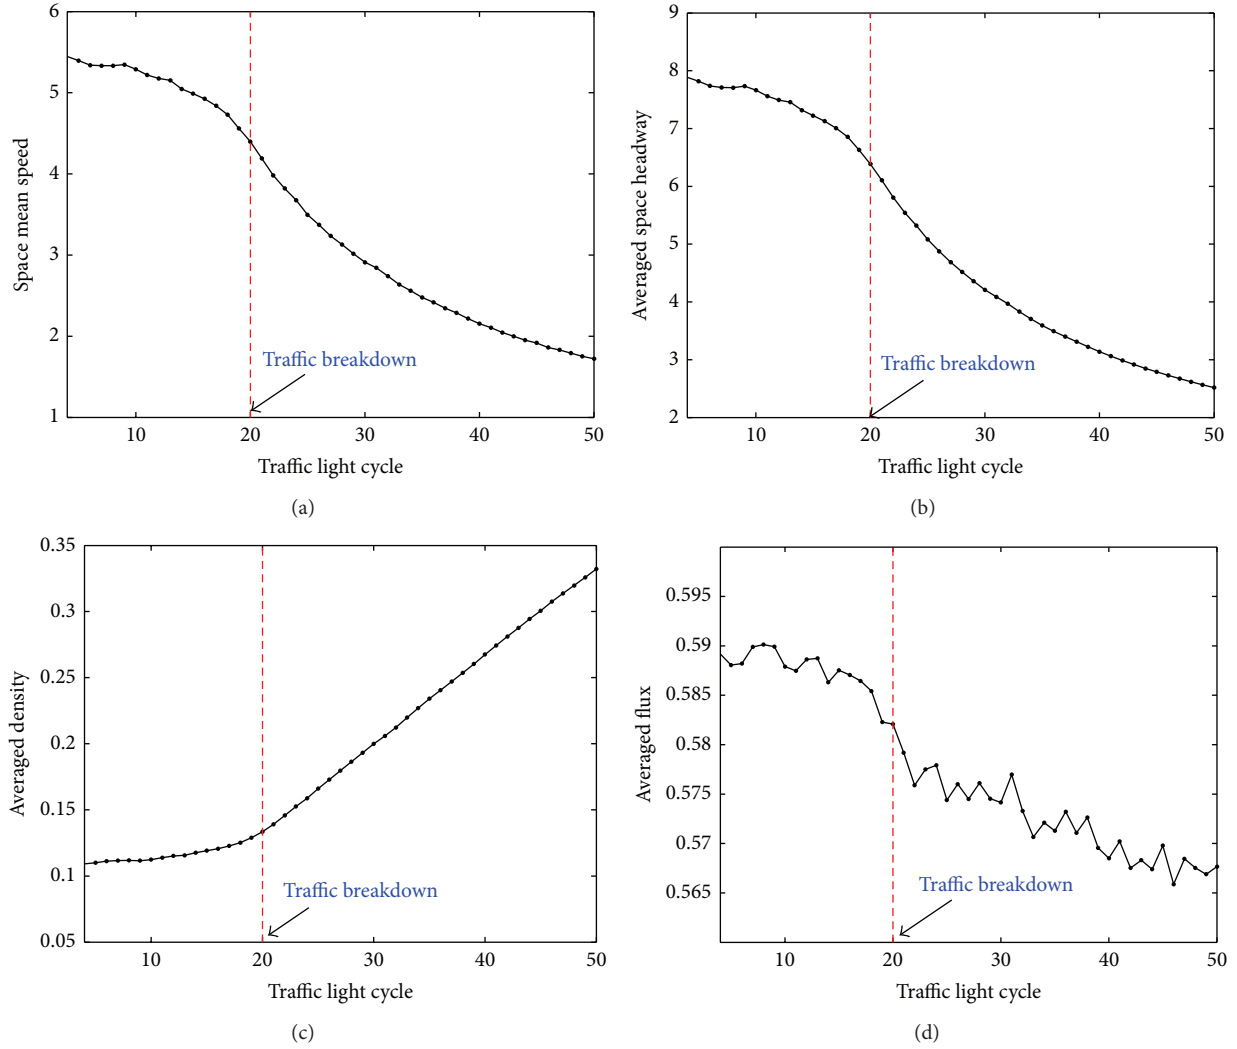 6
5
4
3
2
1
Space mean speed
Traffic breakdown
10 20 30 40 50
Traffic light cycle
(a)
9
8
7
6
5
4
3
2
Averaged space headway
Traffic breakdown
10 20 30 40 50
Traffic light cycle
(b)
0.35
0.3
0.25
0.2
0.15
0.1
0.05
Averaged density
Traffic breakdown
10 20 30 40 50
Traffic light cycle
(c)
0.595
0.59
0.585
0.58
0.575
0.57
0.565
Averaged flux
Traffic breakdown
10 20 30 40 50
Traffic light cycle
(d)